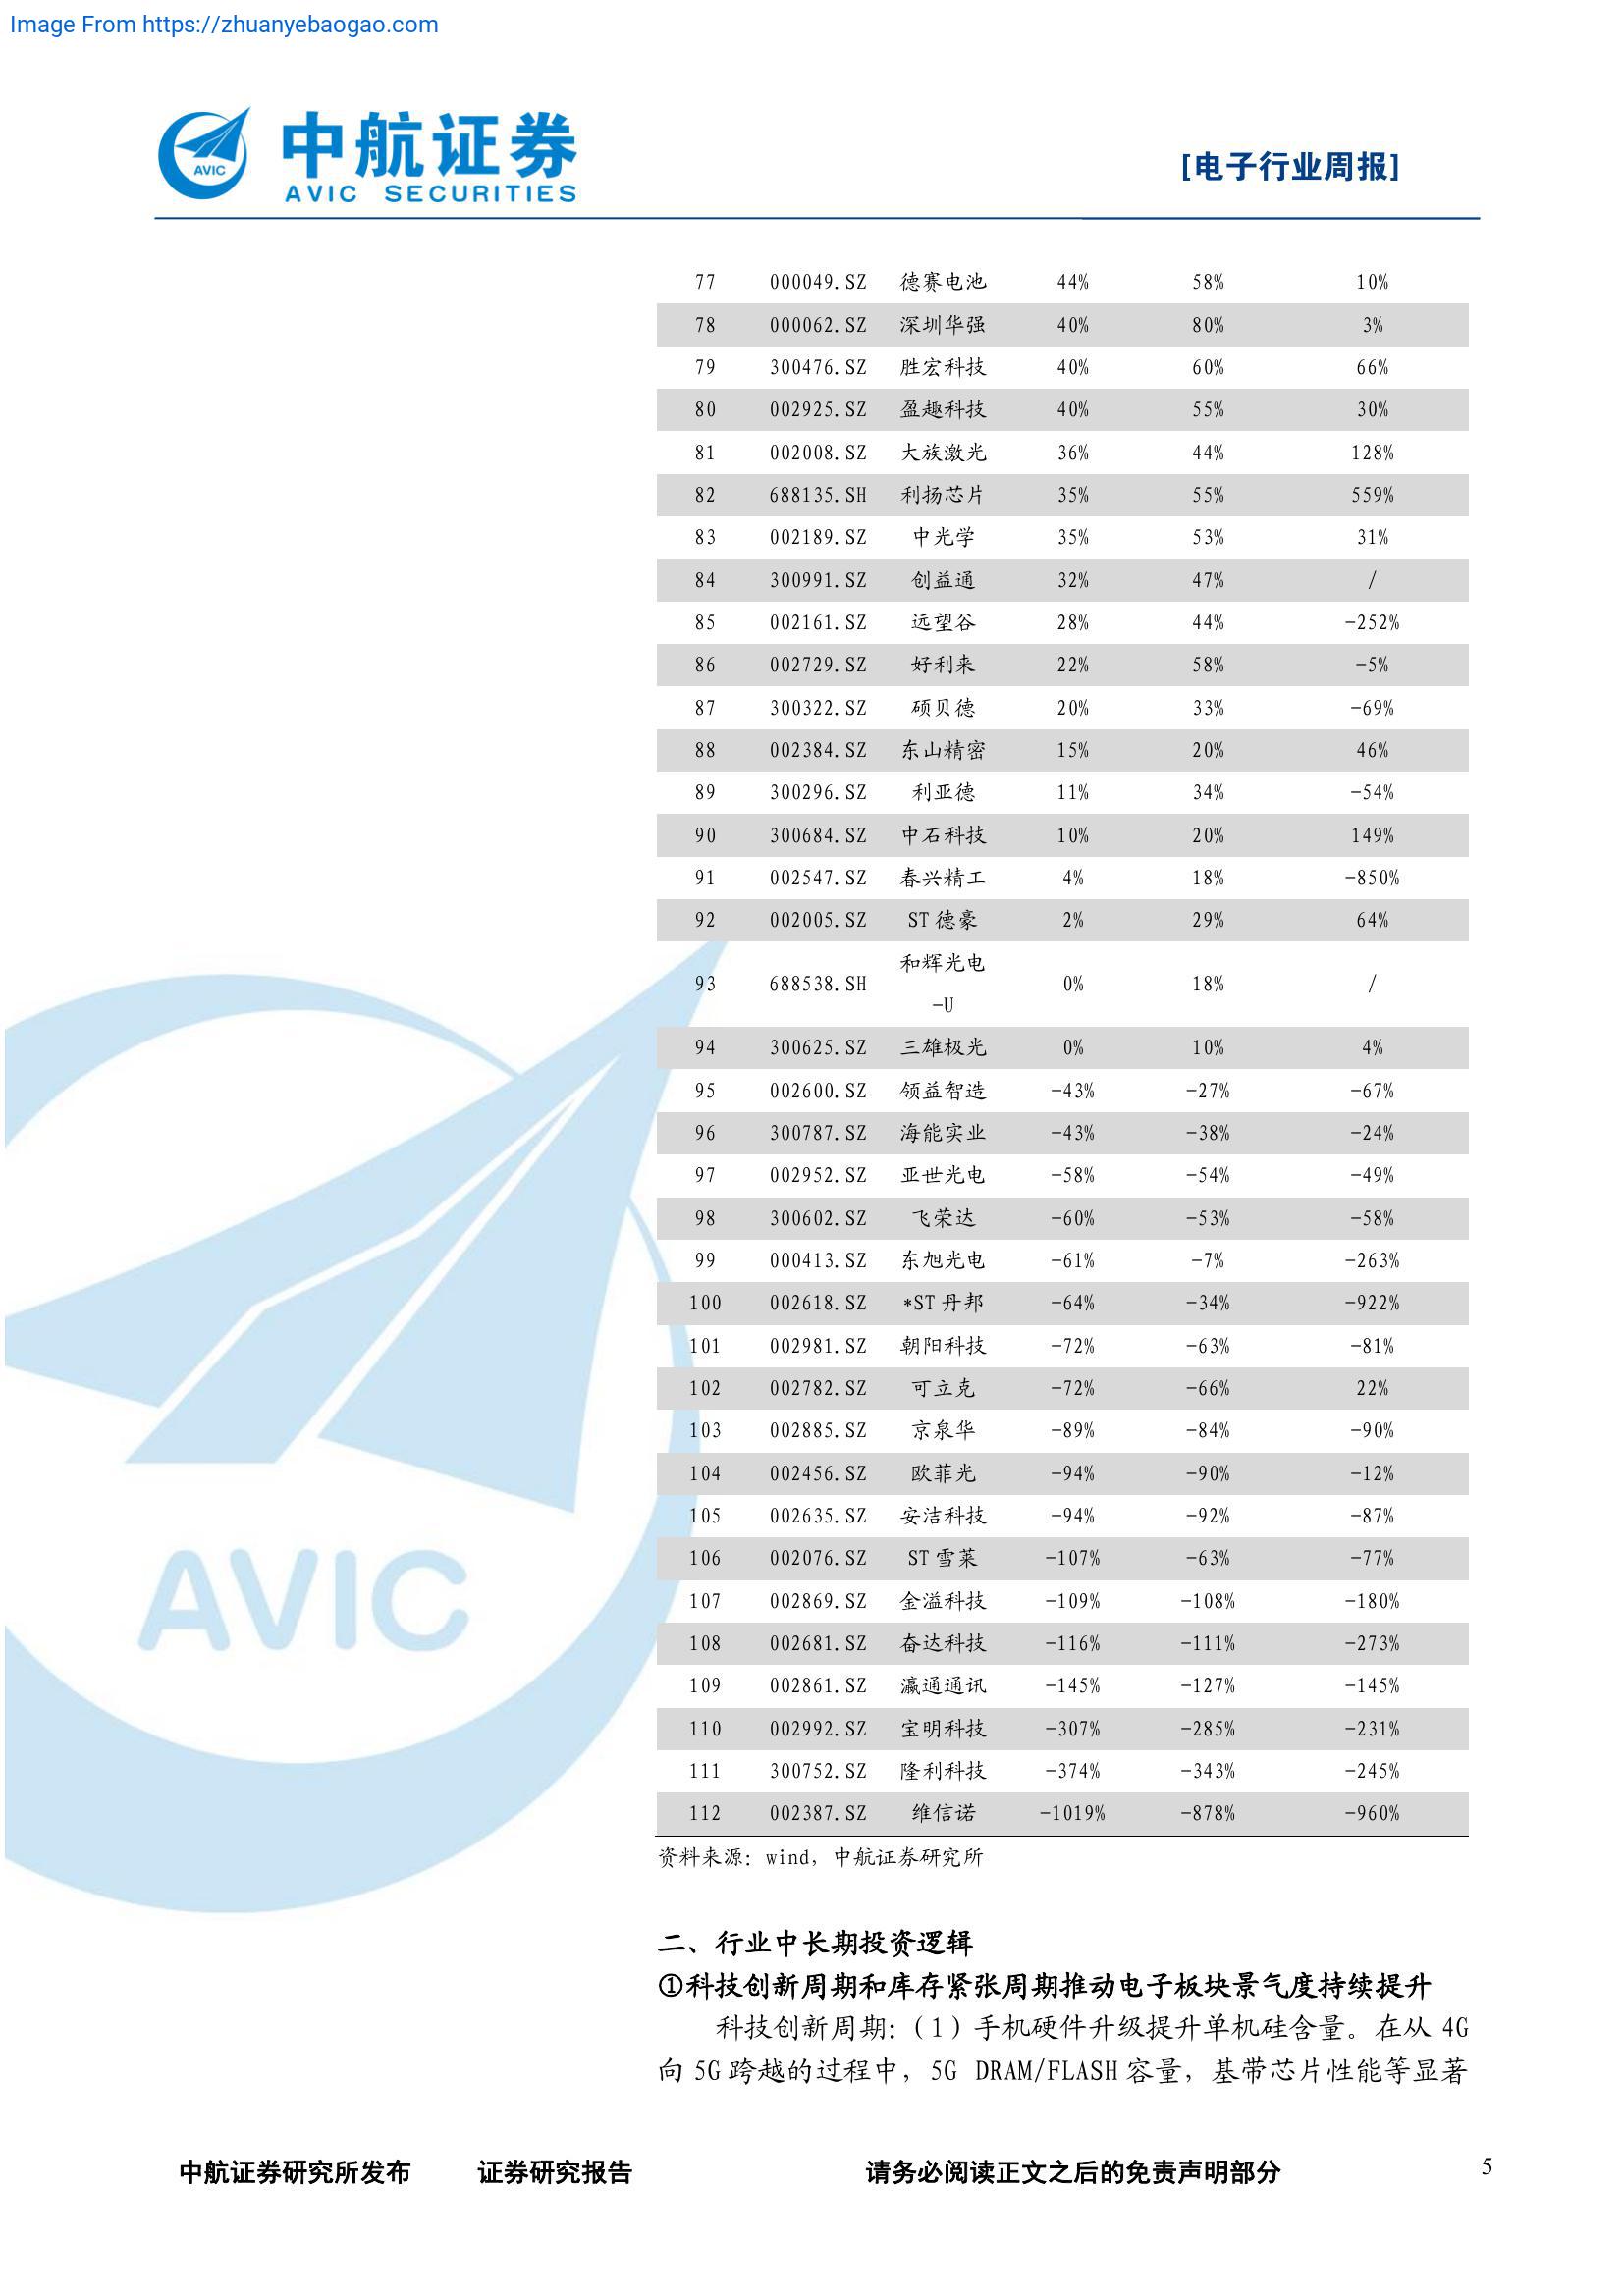 Image From https://zhuanyebaogao.com
AVIC
中航证券
AVIC SECURITIES
[电子行业周报]
77 000049.SZ 德赛电池 44% 58% 10%
78 000062.SZ 深圳华强 40% 80% 3%
79 300476.SZ 胜宏科技 40% 60% 66%
80 002925.SZ 盈趣科技 40% 55% 30%
81 002008.SZ 大族激光 36% 44% 128%
82 688135.SH 利扬芯片 35% 55% 559%
83 002189.SZ 中光学 35% 53% 31%
84 300991.SZ 创益通 32% 47% /
85 002161.SZ 远望谷 28% 44% -252%
86 002729.SZ 好利来 22% 58% -5%
87 300322.SZ 硕贝德 20% 33% -69%
88 002384.SZ 东山精密 15% 20% 46%
89 300296.SZ 利亚德 11% 34% -54%
90 300684.SZ 中石科技 10% 20% 149%
91 002547.SZ 春兴精工 4% 18% -850%
92 002005.SZ ST德豪 2% 29% 64%
和辉光电
93 688538.SH 0% 18% /
-U
94 300625.SZ 三雄极光 0% 10% 4%
95 002600.SZ 领益智造 -43% -27% -67%
96 300787.SZ 海能实业 -43% -38% -24%
97 002952.SZ 亚世光电 -58% -54% -49%
98 300602.SZ 飞荣达 -60% -53% -58%
99 000413.SZ 东旭光电 -61% -7% -263%
100 002618.SZ *ST丹邦 -64% -34% -922%
101 002981.SZ 朝阳科技 -72% -63% -81%
102 002782.SZ 可立克 -72% -66% 22%
103 002885.SZ 京泉华 -89% -84% -90%
104 002456.SZ 欧菲光 -94% -90% -12%
105 002635.SZ 安洁科技 -94% -92% -87%
106 002076.SZ ST雪莱 -107% -63% -77%
107 002869.SZ 金溢科技 -109% -108% -180%
108 002681.SZ 奋达科技 -116% -111% -273%
109 002861.SZ 瀛通通讯 -145% -127% -145%
110 002992.SZ 宝明科技 -307% -285% -231%
111 300752.SZ 隆利科技 -374% -343% -245%
112 002387.SZ 维信诺 -1019% -878% -960%
AVIC
资料来源：wind，中航证券研究所
二、行业中长期投资逻辑
①科技创新周期和库存紧张周期推动电子板块景气度持续提升
科技创新周期：（1）手机硬件升级提升单机硅含量。在从 4G
向 5G 跨越的过程中，5G DRAM/FLASH 容量，基带芯片性能等显著
中航证券研究所发布 证券研究报告 请务必阅读正文之后的免责声明部分 5